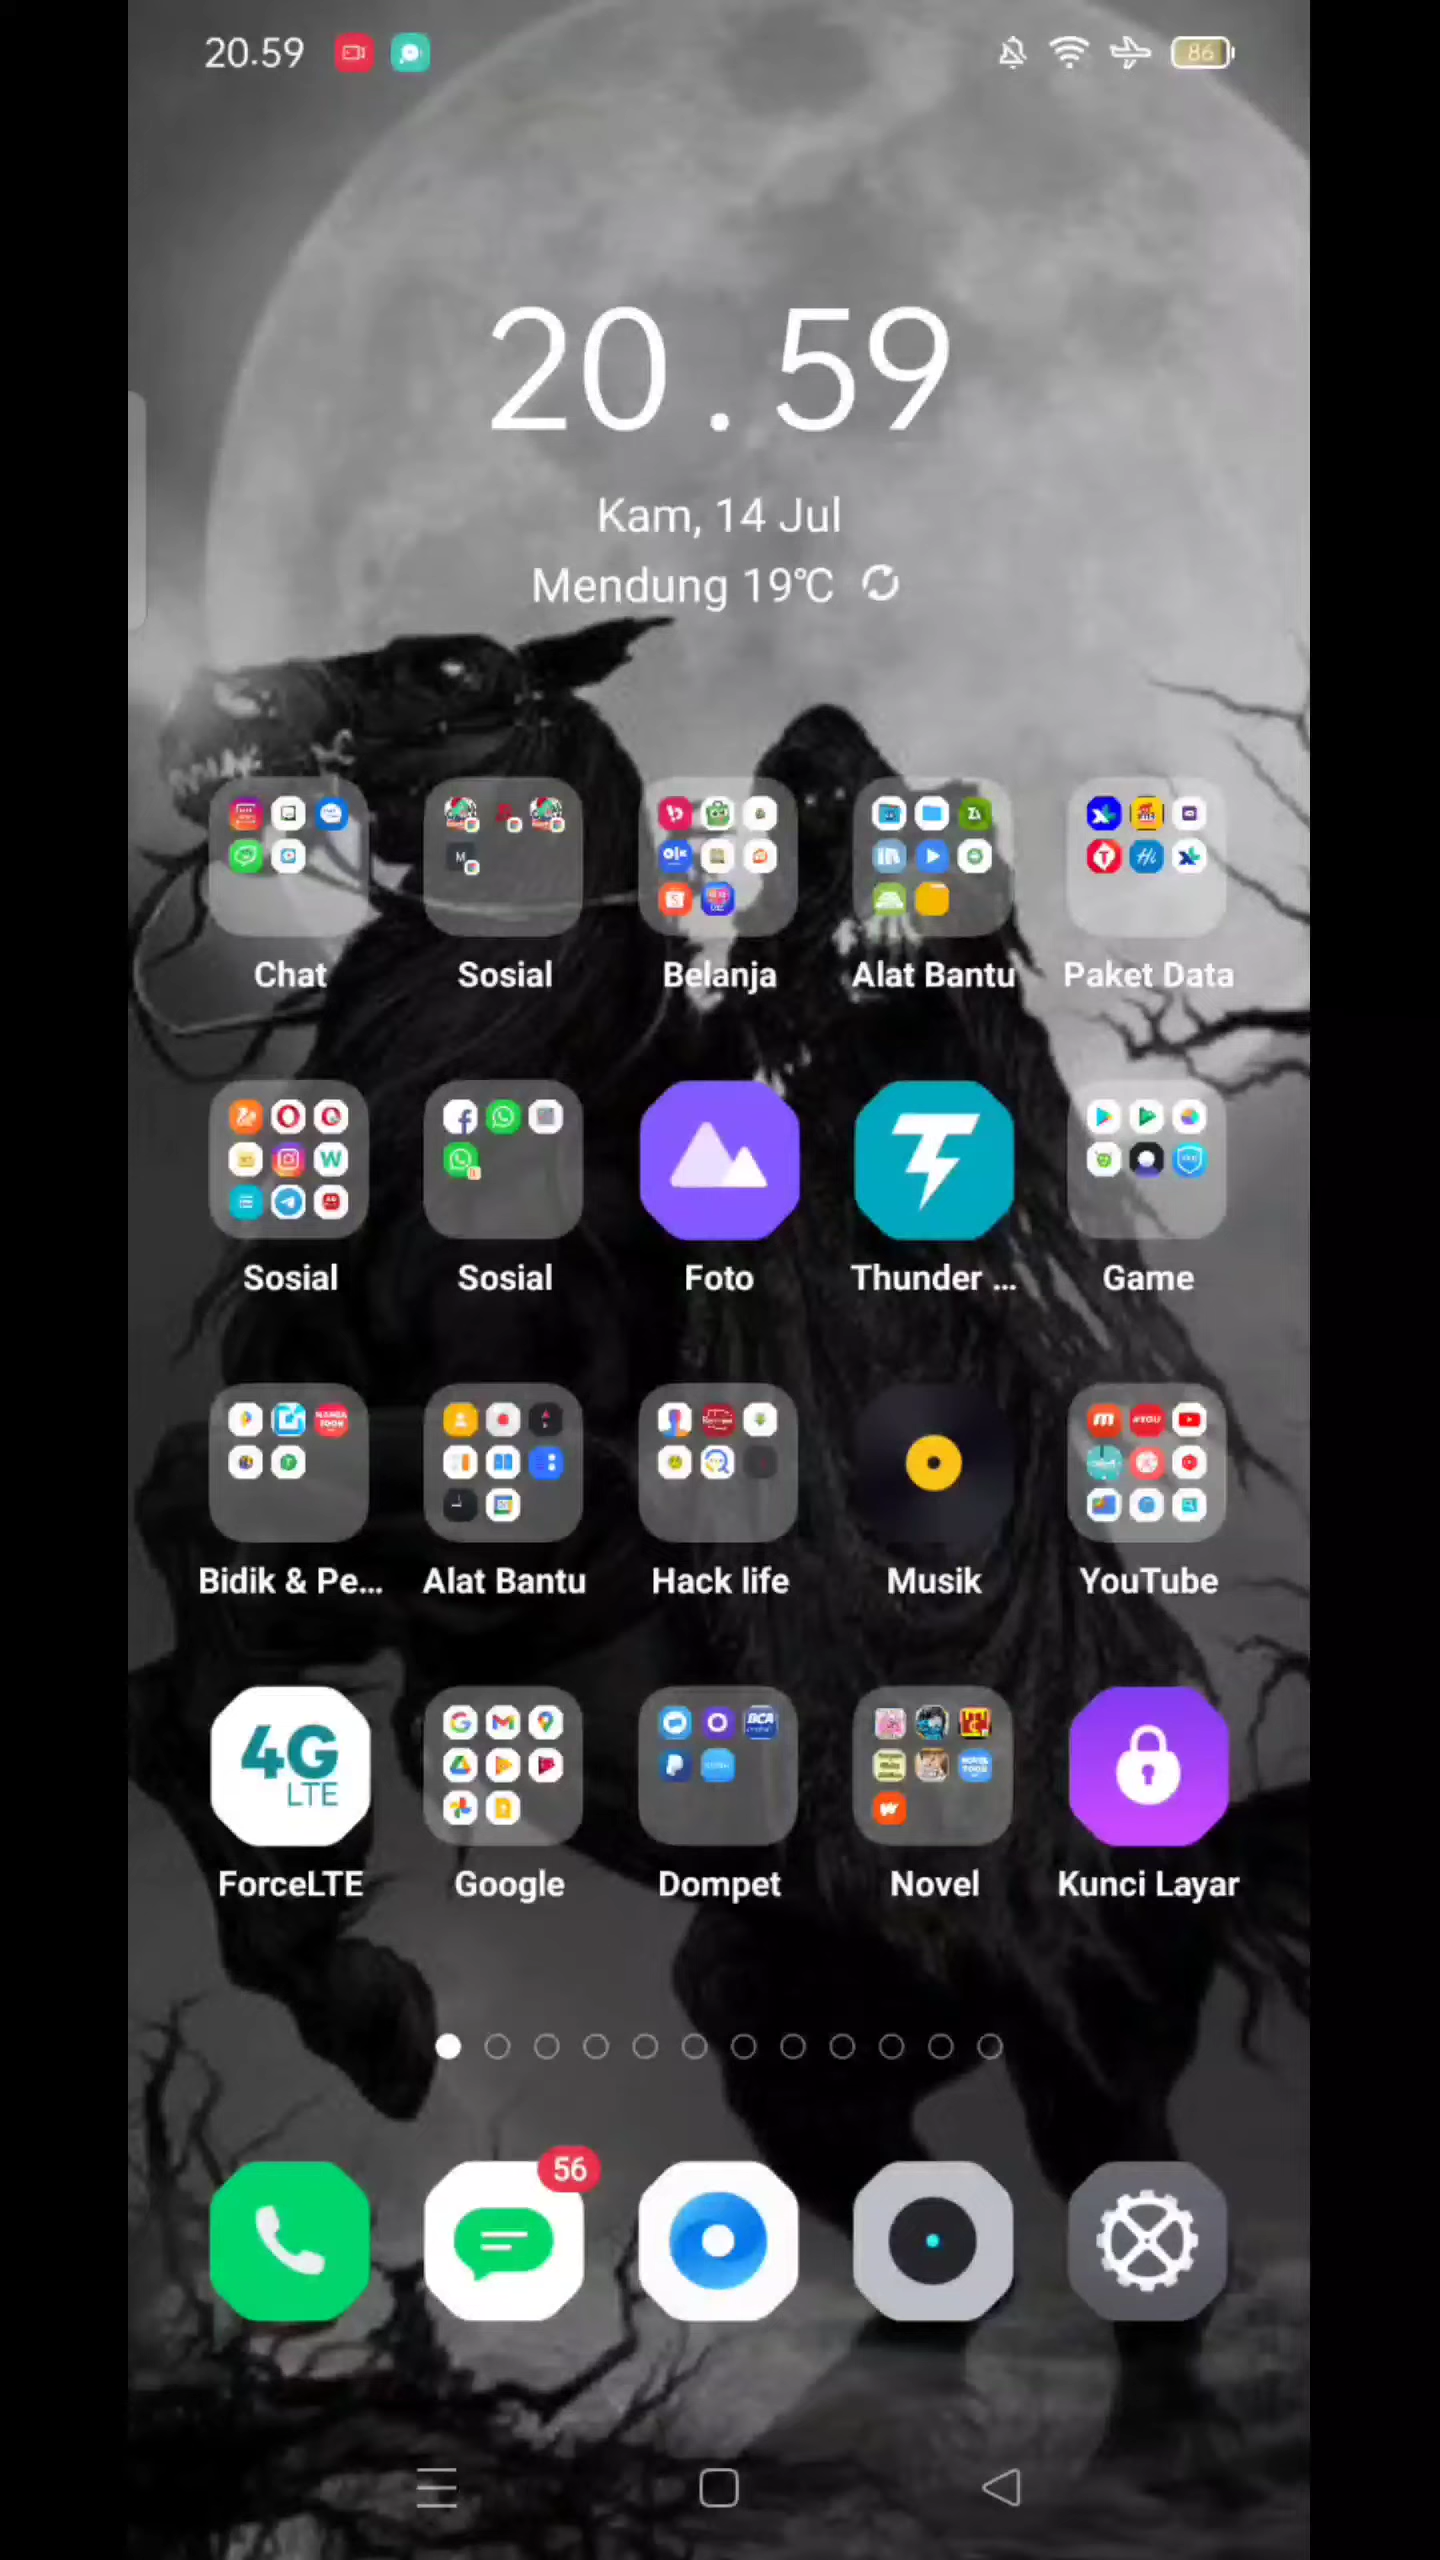 20.59
86
20.59
Kam, 14 Jul
Mendung 19°C
Chat
Sosial
Belanja
Alat Bantu
Paket Data
Sosial
Sosial
Foto
Thunder ...
Game
Bidik & Pe...
Alat Bantu
Hack life
Musik
YouTube
4G
LTE
BCA
ForceLTE
Google
Dompet
Novel
Kunci Layar
56